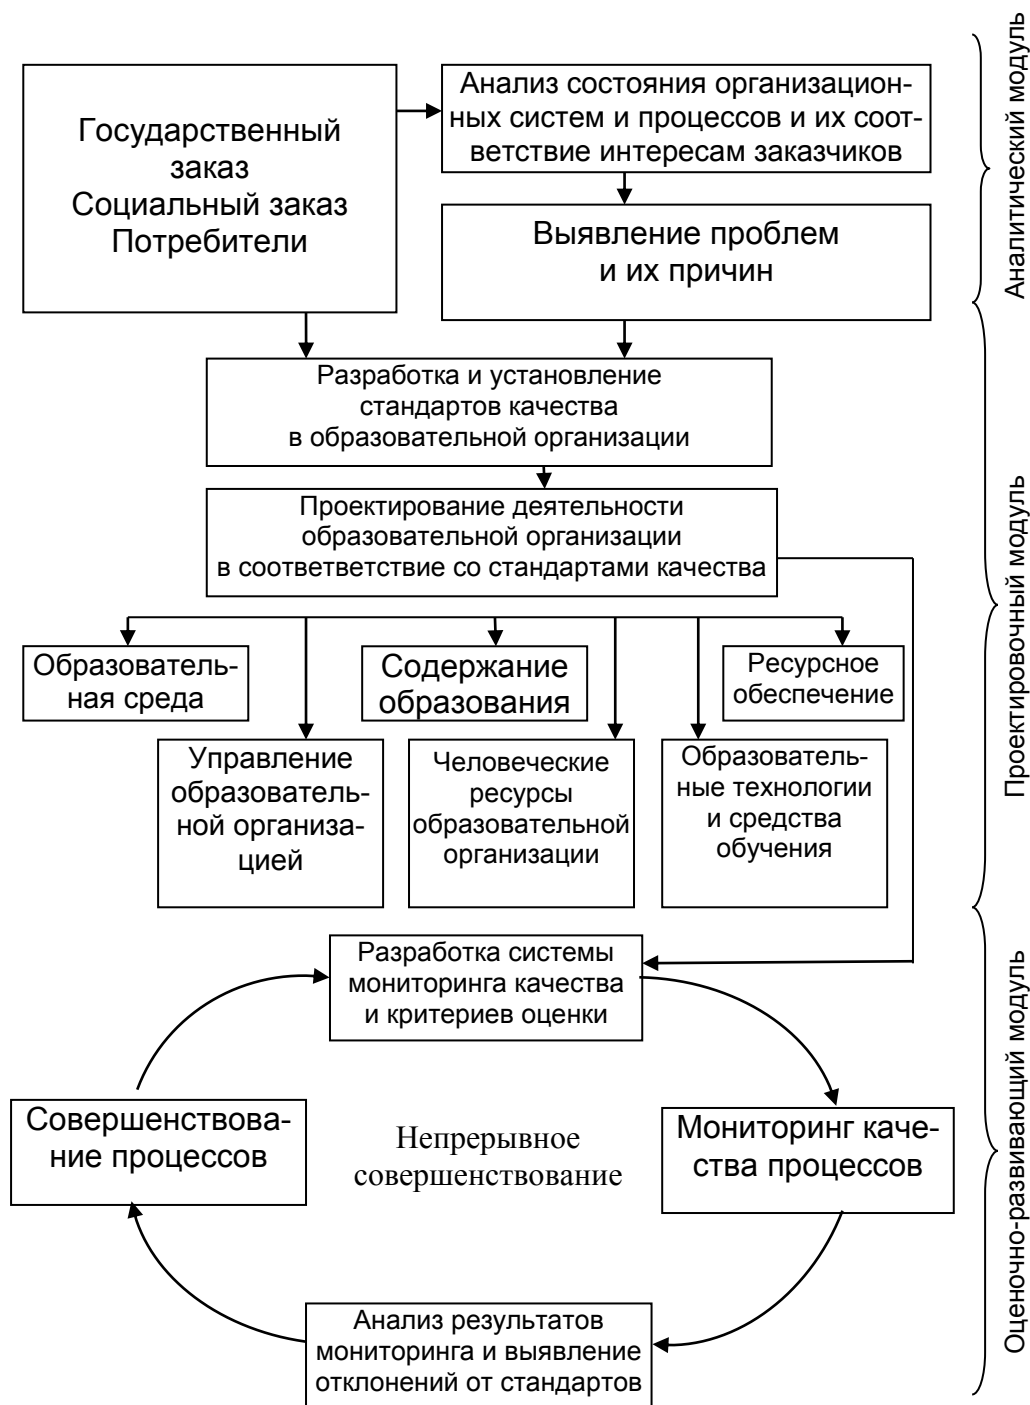 Государственный
заказ
Социальный заказ
Потребители
Анализ состояния организацион-
ных систем и процессов и их соот-
ветствие интересам заказчиков
Выявление проблем
и их причин
Аналитический модуль
Разработка и установление
стандартов качества
в образовательной организации
Проектирование деятельности
образовательной организации
в соответветствие со стандартами качества
Образователь-
ная среда
Содержание
образования
Ресурсное
обеспечение
Управление
образователь-
ной организа-
цией
Человеческие
ресурсы
образовательной
организации
Образователь-
ные технологии
и средства
обучения
Проектировочный модуль
Разработка системы
мониторинга качества
и критериев оценки
Совершенствова-
ние процессов
Непрерывное
совершенствование
Мониторинг каче-
ства процессов
Анализ результатов
мониторинга и выявление
отклонений от стандартов
Оценочно-развивающий модуль